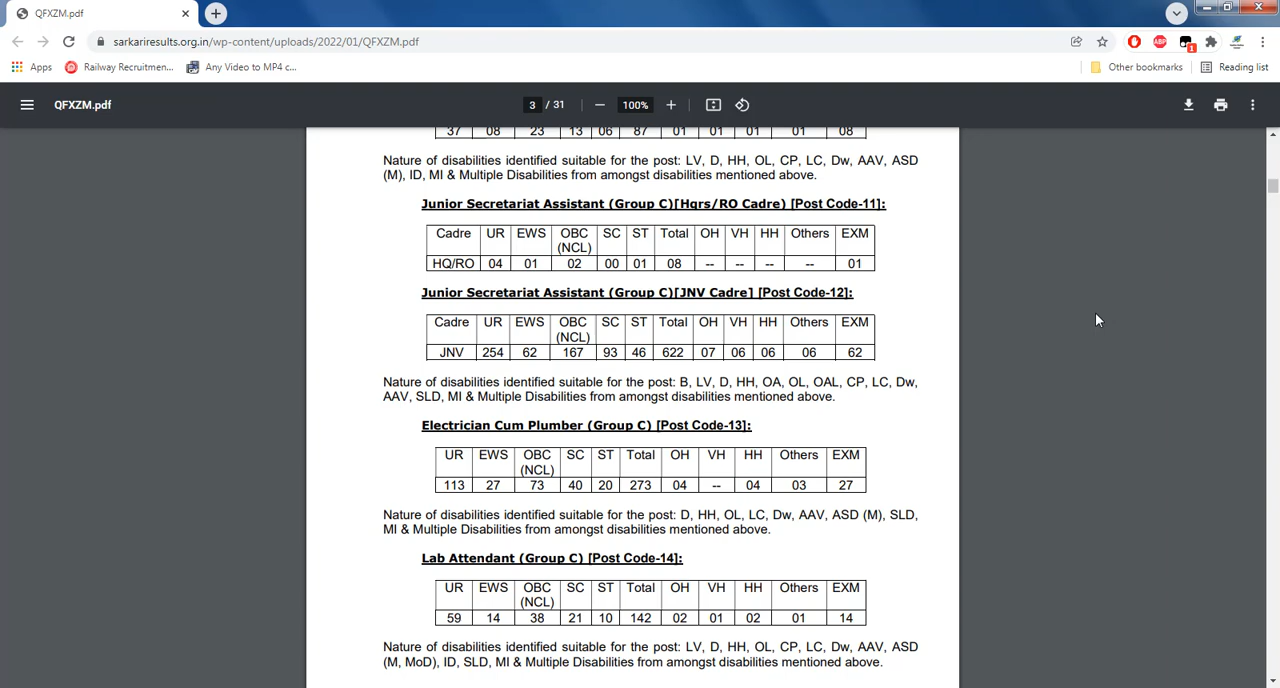 QFXZM.pdf
sarkariresults.org.in/wp-content/uploads/2022/01/QFXZM.pdf
ABP 1
Apps Railway Recruitmen... Any Video to MP4 c... Other bookmarks Reading list
QFXZM.pdf 3 / 31 100%
37 08 23 13 06 87 01 01 01 01 08
Nature of disabilities identified suitable for the post: LV, D, HH, OL, CP, LC, Dw, AAV, ASD
(M), ID, MI & Multiple Disabilities from amongst disabilities mentioned above.
Junior Secretariat Assistant (Group C)[Hqrs/RO Cadre) [Post Code-11]:
Cadre UR EWS OBC SC ST Total OH VH HH Others EXM
(NCL)
HQ/RO 04 01 02 00 01 08 -- -- -- -- 01
Junior Secretariat Assistant (Group C)[JNV Cadre] [Post Code-12]:
Cadre UR EWS OBC SC ST Total OH VH HH Others EXM
(NCL)
JNV 254 62 167 93 46 622 07 06 06 06 62
Nature of disabilities identified suitable for the post: B, LV, D, HH, OA, OL, OAL, CP, LC, Dw,
AAV, SLD, MI & Multiple Disabilities from amongst disabilities mentioned above.
Electrician Cum Plumber (Group C) [Post Code-13]:
UR EWS OBC SC ST Total OH VH HH Others EXM
(NCL)
113 27 73 40 20 273 04 -- 04 03 27
Nature of disabilities identified suitable for the post: D, HH, OL, LC, Dw, AAV, ASD (M), SLD,
MI & Multiple Disabilities from amongst disabilities mentioned above.
Lab Attendant (Group C) [Post Code-14]:
UR EWS OBC SC ST Total OH VH HH Others EXM
(NCL)
59 14 38 21 10 142 02 01 02 01 14
Nature of disabilities identified suitable for the post: LV, D, HH, OL, CP, LC, Dw, AAV, ASD
(M, MoD), ID, SLD, MI & Multiple Disabilities from amongst disabilities mentioned above.